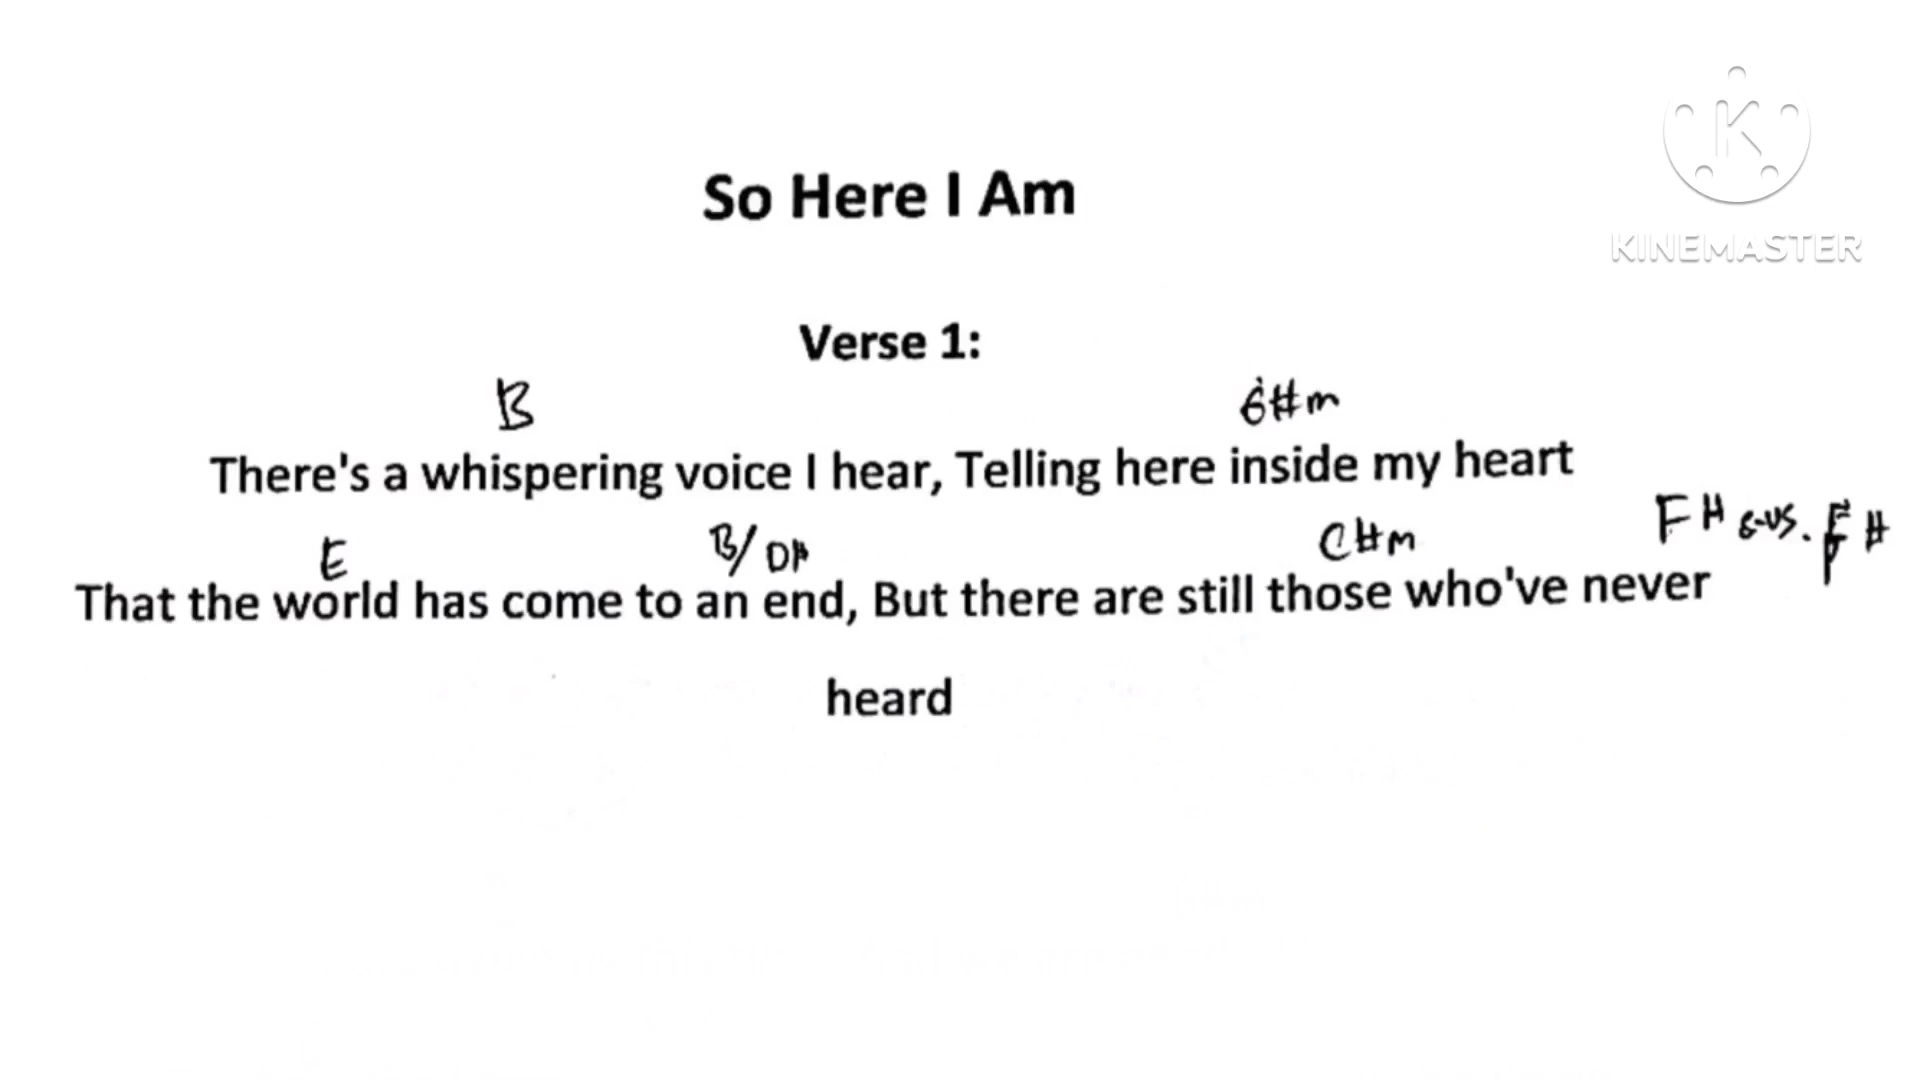 So Here I Am
KINEMASTER
Verse 1:
B G#m
There's a whispering voice I hear, Telling here inside my heart
E B/D# C#m F# sus. F#
That the world has come to an end, But there are still those who've never
heard